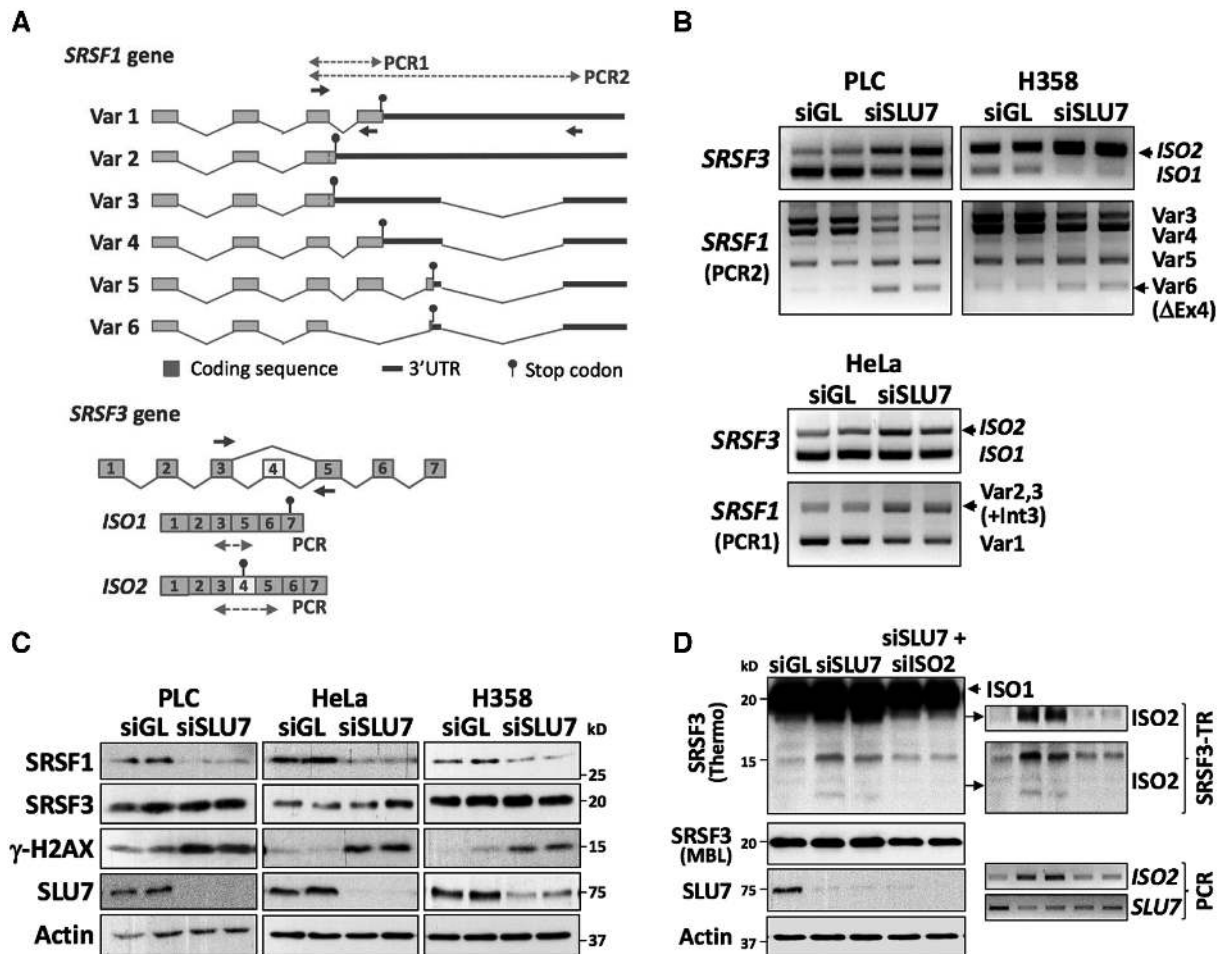 A
SRSF1 gene
PCR1
PCR2
Var 1
Var 2
Var 3
Var 4
Var 5
Var 6
Coding sequence 3'UTR Stop codon
SRSF3 gene
1 2 3 4 5 6 7
ISO1 1 2 3 5 6 7
PCR
ISO2 1 2 3 4 5 6 7
PCR
B
PLC H358
siGL siSLU7 siGL siSLU7
SRSF3
ISO2
ISO1
SRSF1
(PCR2)
Var3
Var4
Var5
Var6
(ΔEx4)
HeLa
siGL siSLU7
SRSF3
ISO2
ISO1
SRSF1
(PCR1)
Var2,3
(+Int3)
Var1
C
PLC HeLa H358
siGL siSLU7 siGL siSLU7 siGL siSLU7 kD
SRSF1 25
SRSF3 20
γ-H2AX 15
SLU7 75
Actin 37
D
siSLU7 +
kD siGL siSLU7 siISO2
SRSF3
(Thermo)
20
15
ISO1
ISO2
ISO2
SRSF3-TR
SRSF3
(MBL)
20
SLU7 75
Actin 37
ISO2
SLU7
PCR